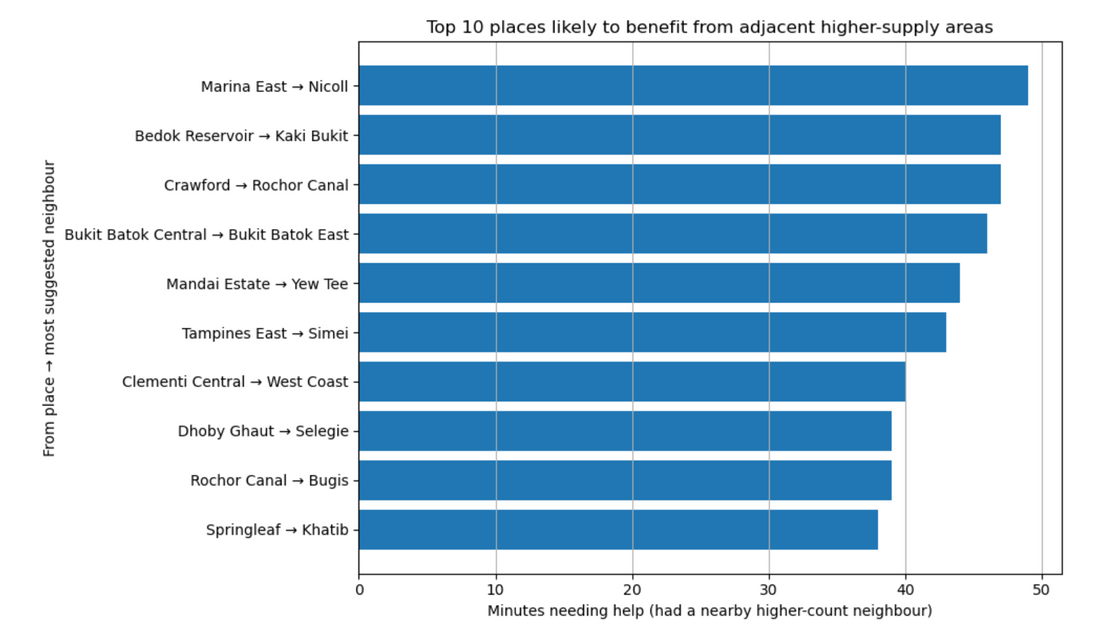 Top 10 places likely to benefit from adjacent higher-supply areas
From place → most suggested neighbour
Marina East → Nicoll
Bedok Reservoir → Kaki Bukit
Crawford → Rochor Canal
Bukit Batok Central → Bukit Batok East
Mandai Estate → Yew Tee
Tampines East → Simei
Clementi Central → West Coast
Dhoby Ghaut → Selegie
Rochor Canal → Bugis
Springleaf → Khatib
0 10 20 30 40 50
Minutes needing help (had a nearby higher-count neighbour)